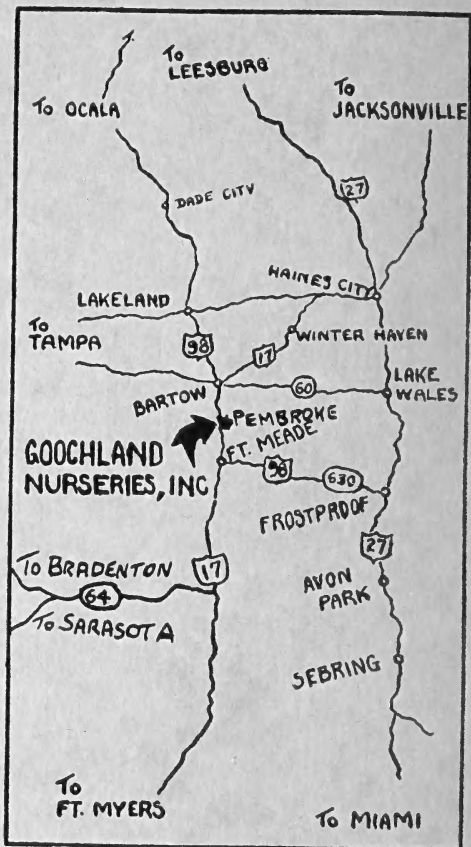 To
LEESBURG
To OCALA
To
JACKSONVILLE
27
DADE CITY
HAINES CITY
LAKELAND
To
TAMPA
98
17
WINTER HAVEN
BARTOW
60
LAKE
WALES
PEMBROKE
GOOCHLAND
NURSERIES, INC
FT. MEADE
98
630
FROSTPROOF
To BRADENTON
17
64
To SARASOTA
27
AVON
PARK
SEBRING
To
FT. MYERS
To MIAMI